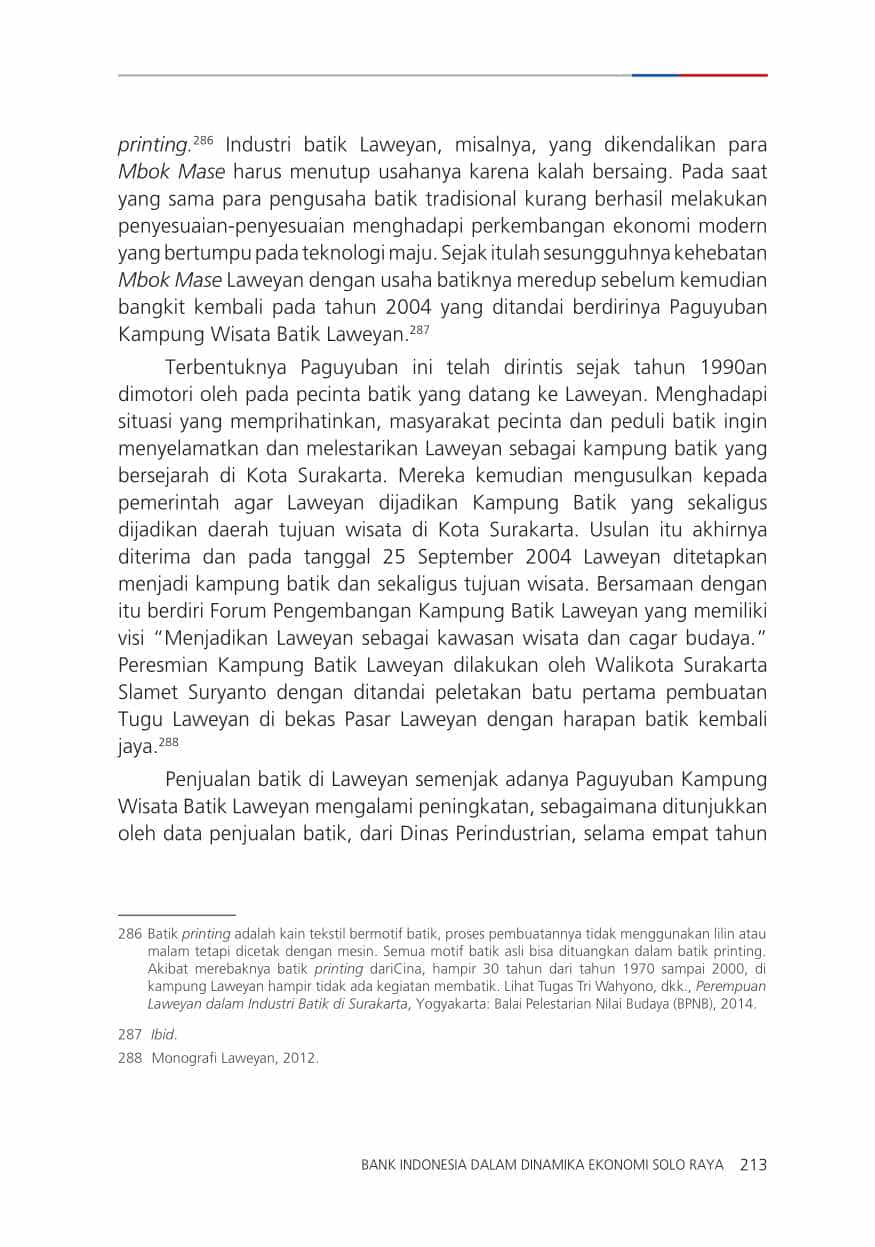 printing.286 Industri batik Laweyan, misalnya, yang dikendalikan para
Mbok Mase harus menutup usahanya karena kalah bersaing. Pada saat
yang sama para pengusaha batik tradisional kurang berhasil melakukan
penyesuaian-penyesuaian menghadapi perkembangan ekonomi modern
yang bertumpu pada teknologi maju. Sejak itulah sesungguhnya kehebatan
Mbok Mase Laweyan dengan usaha batiknya meredup sebelum kemudian
bangkit kembali pada tahun 2004 yang ditandai berdirinya Paguyuban
Kampung Wisata Batik Laweyan.287
Terbentuknya Paguyuban ini telah dirintis sejak tahun 1990an
dimotori oleh pada pecinta batik yang datang ke Laweyan. Menghadapi
situasi yang memprihatinkan, masyarakat pecinta dan peduli batik ingin
menyelamatkan dan melestarikan Laweyan sebagai kampung batik yang
bersejarah di Kota Surakarta. Mereka kemudian mengusulkan kepada
pemerintah agar Laweyan dijadikan Kampung Batik yang sekaligus
dijadikan daerah tujuan wisata di Kota Surakarta. Usulan itu akhirnya
diterima dan pada tanggal 25 September 2004 Laweyan ditetapkan
menjadi kampung batik dan sekaligus tujuan wisata. Bersamaan dengan
itu berdiri Forum Pengembangan Kampung Batik Laweyan yang memiliki
visi “Menjadikan Laweyan sebagai kawasan wisata dan cagar budaya.”
Peresmian Kampung Batik Laweyan dilakukan oleh Walikota Surakarta
Slamet Suryanto dengan ditandai peletakan batu pertama pembuatan
Tugu Laweyan di bekas Pasar Laweyan dengan harapan batik kembali
jaya.288
Penjualan batik di Laweyan semenjak adanya Paguyuban Kampung
Wisata Batik Laweyan mengalami peningkatan, sebagaimana ditunjukkan
oleh data penjualan batik, dari Dinas Perindustrian, selama empat tahun
286 Batik printing adalah kain tekstil bermotif batik, proses pembuatannya tidak menggunakan lilin atau
malam tetapi dicetak dengan mesin. Semua motif batik asli bisa dituangkan dalam batik printing.
Akibat merebaknya batik printing dariCina, hampir 30 tahun dari tahun 1970 sampai 2000, di
kampung Laweyan hampir tidak ada kegiatan membatik. Lihat Tugas Tri Wahyono, dkk., Perempuan
Laweyan dalam Industri Batik di Surakarta, Yogyakarta: Balai Pelestarian Nilai Budaya (BPNB), 2014.
287 Ibid.
288 Monografi Laweyan, 2012.
BANK INDONESIA DALAM DINAMIKA EKONOMI SOLO RAYA 213